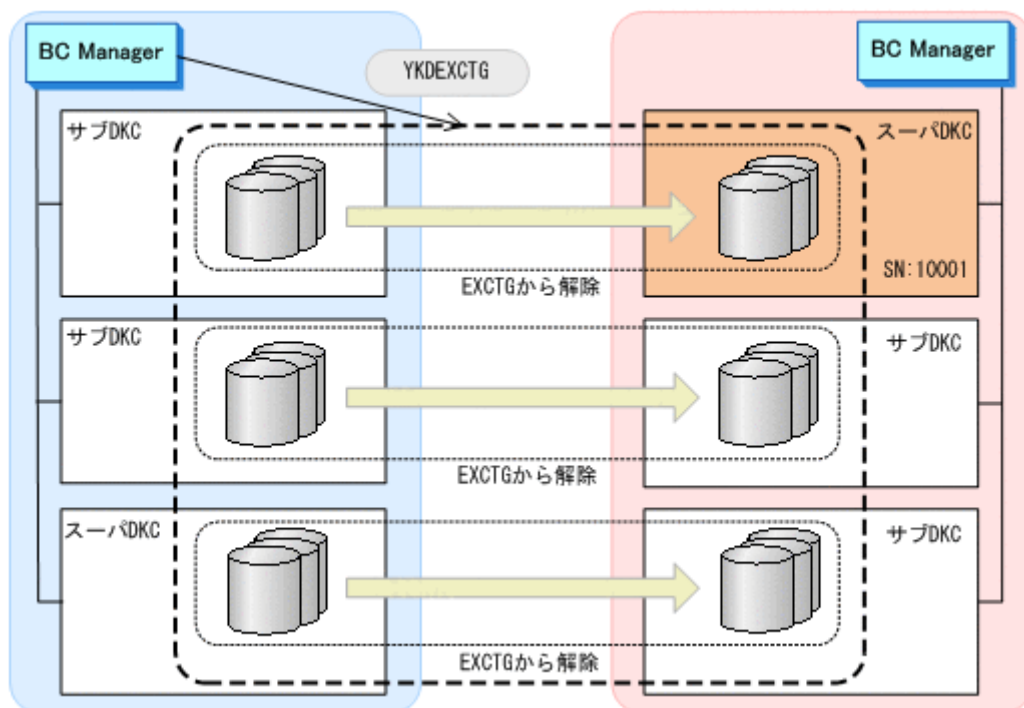 BC Manager
YKDEXCTG
BC Manager
サブDKC
スーパDKC
SN:10001
EXCTGから解除
サブDKC
サブDKC
EXCTGから解除
スーパDKC
サブDKC
EXCTGから解除